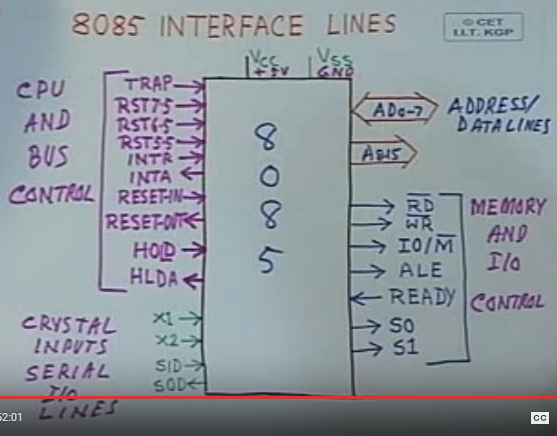 8085 INTERFACE LINES
© CET
I.I.T. KGP
Vcc
+5V
Vss
GND
CPU
AND
BUS
CONTROL
TRAP
RST7.5
RST6.5
RST5.5
INTR
INTA
RESET-IN
RESET-OUT
HOLD
HLDA
8
0
8
5
AD0-7
ADDRESS/
DATA LINES
A8-15
R̅D̅
W̅R̅
IO/M̅
ALE
READY
S0
S1
MEMORY
AND
I/O
CONTROL
CRYSTAL
INPUTS
X1
X2
SERIAL
I/O
LINES
SID
SOD
52:01
CC